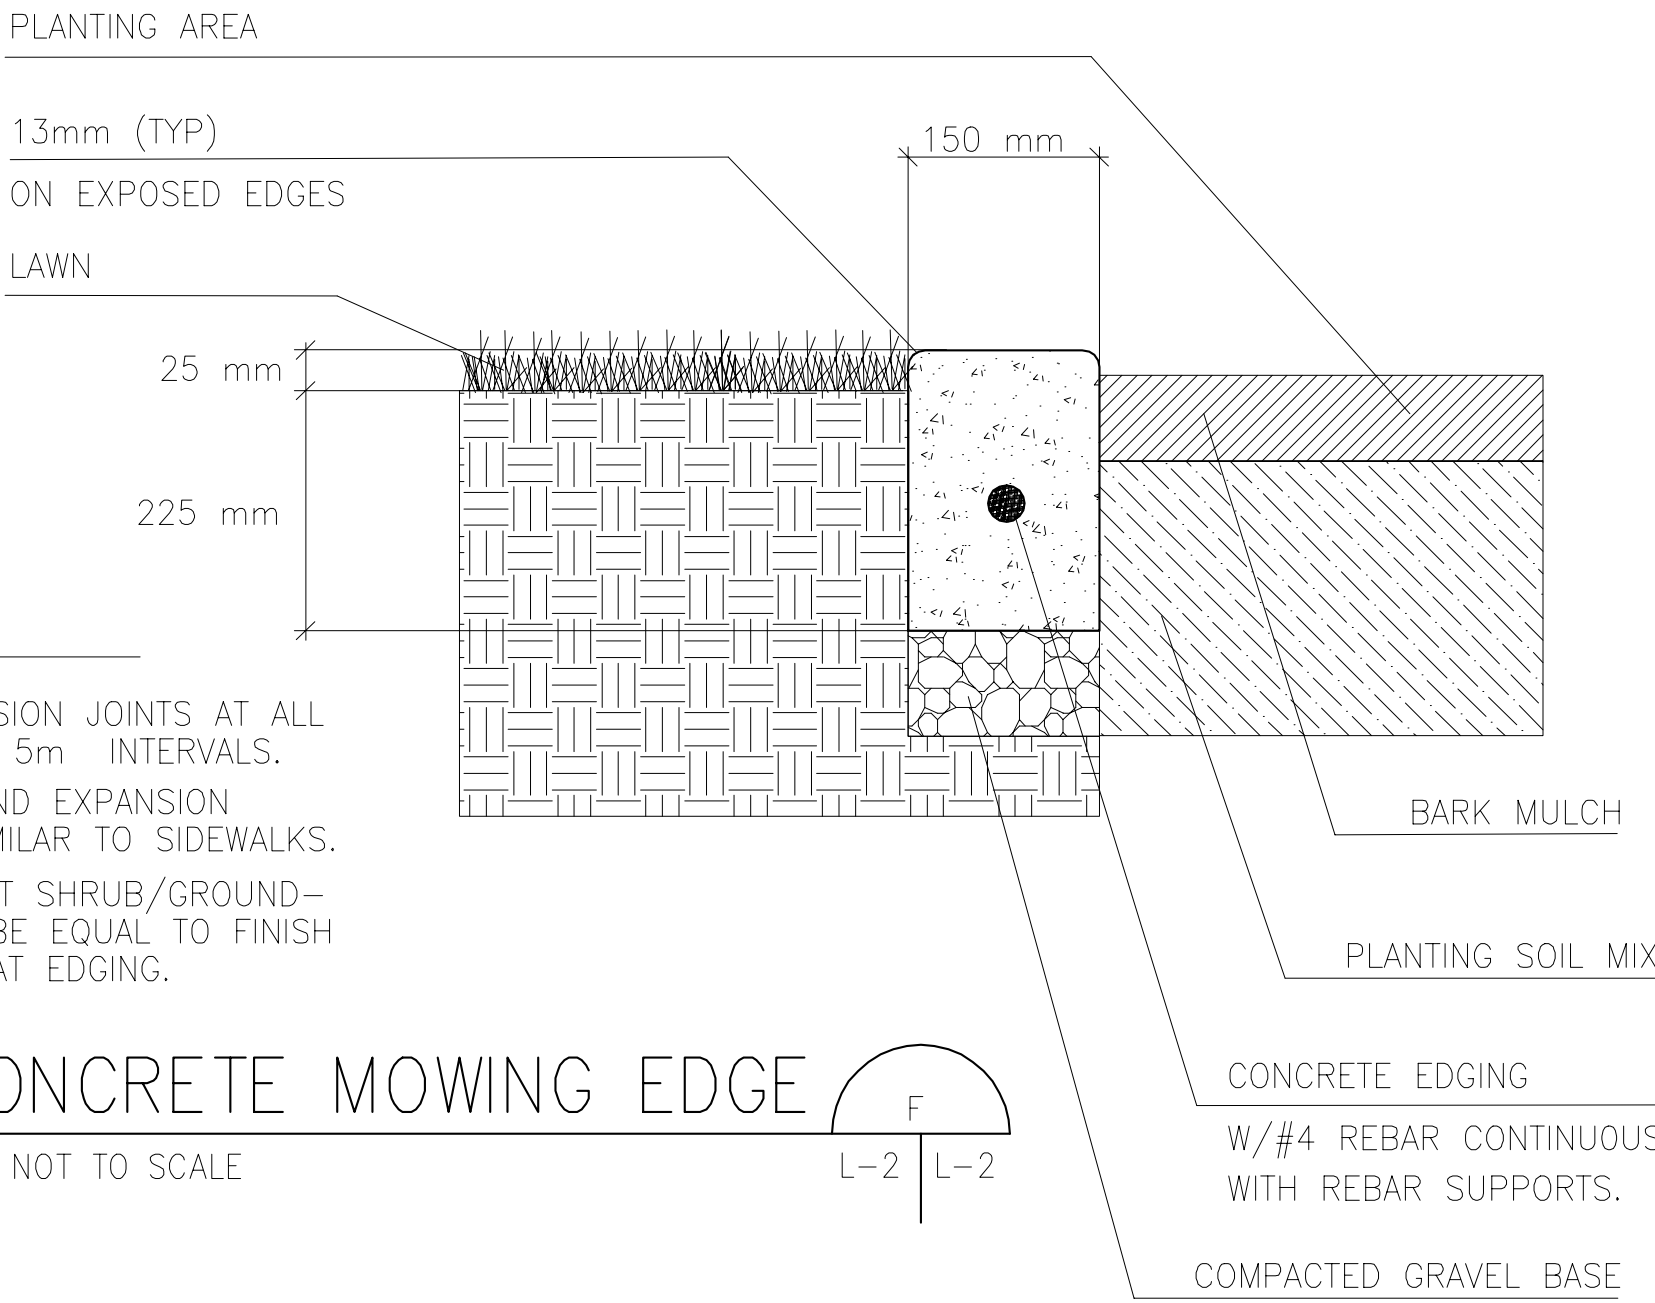 PLANTING AREA
13mm (TYP)
ON EXPOSED EDGES
LAWN
150 mm
25 mm
225 mm
SION JOINTS AT ALL
5m INTERVALS.
ND EXPANSION
MILAR TO SIDEWALKS.
T SHRUB/GROUND-
BE EQUAL TO FINISH
AT EDGING.
BARK MULCH
PLANTING SOIL MIX
CONCRETE EDGING
W/#4 REBAR CONTINUOUS
WITH REBAR SUPPORTS.
COMPACTED GRAVEL BASE
ONCRETE MOWING EDGE
NOT TO SCALE
F
L-2 L-2